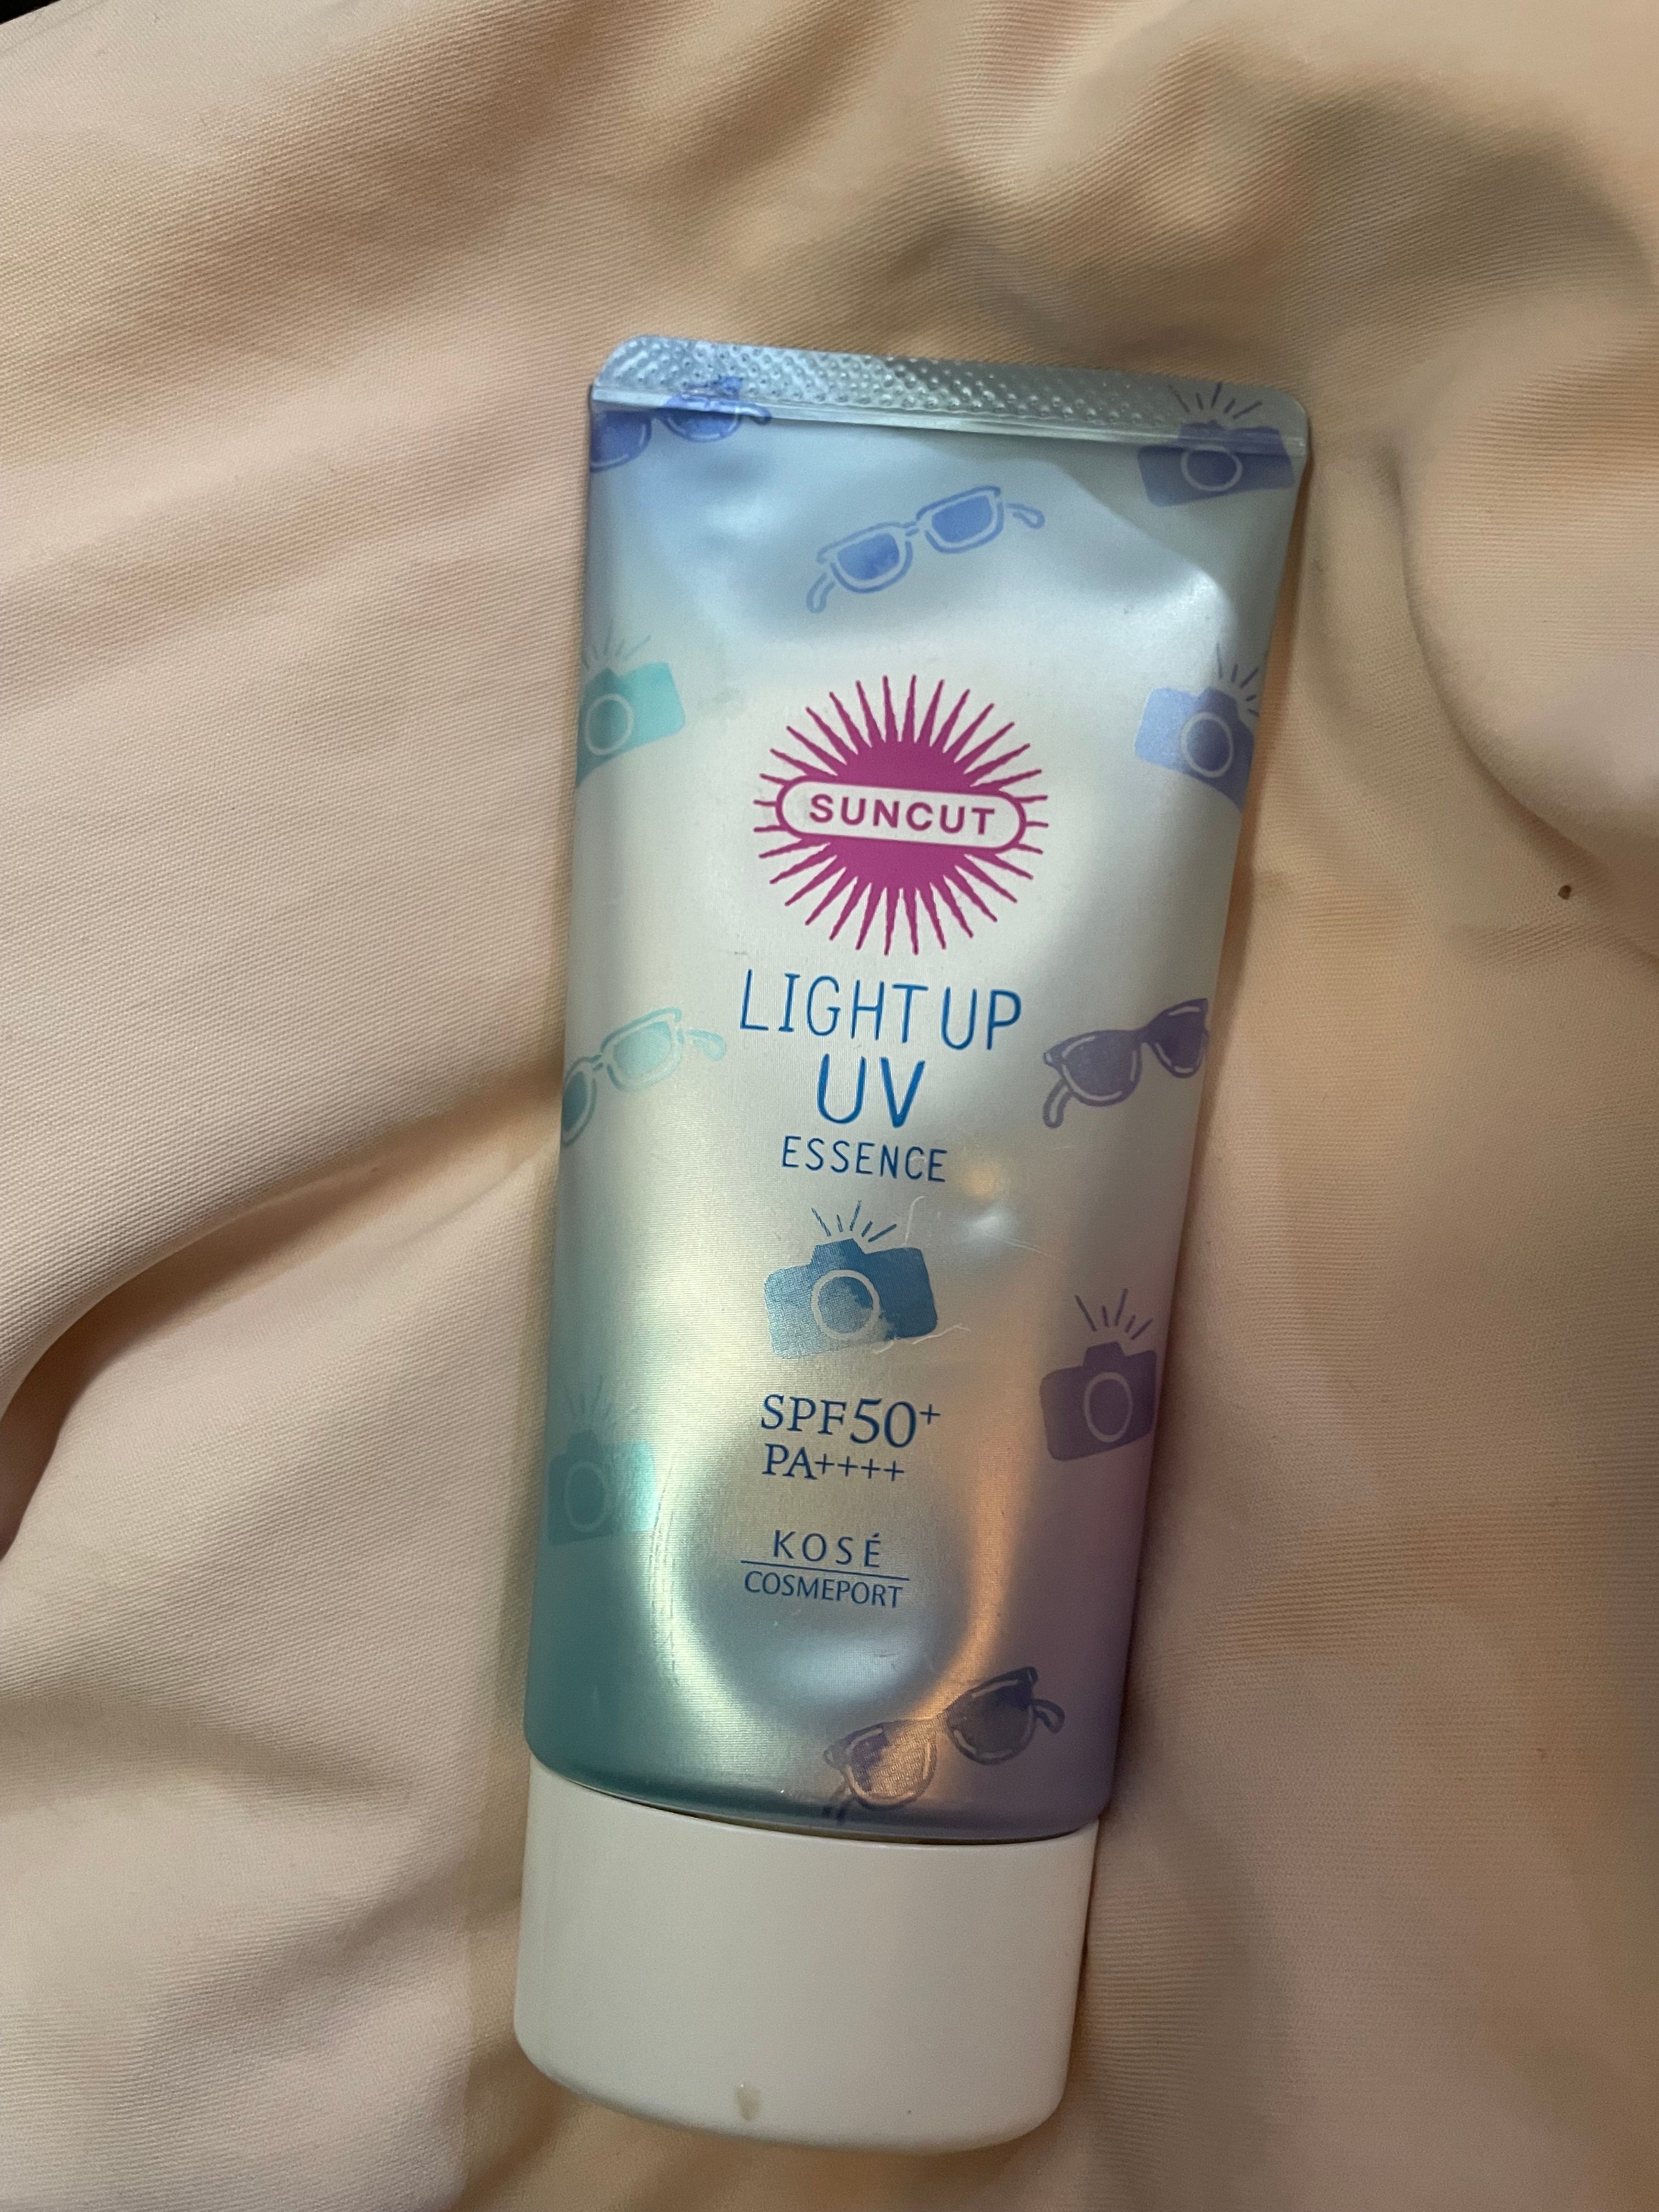 SUNCUT
LIGHT UP
UV
ESSENCE
SPF50+
PA++++
KOSÉ
COSMEPORT